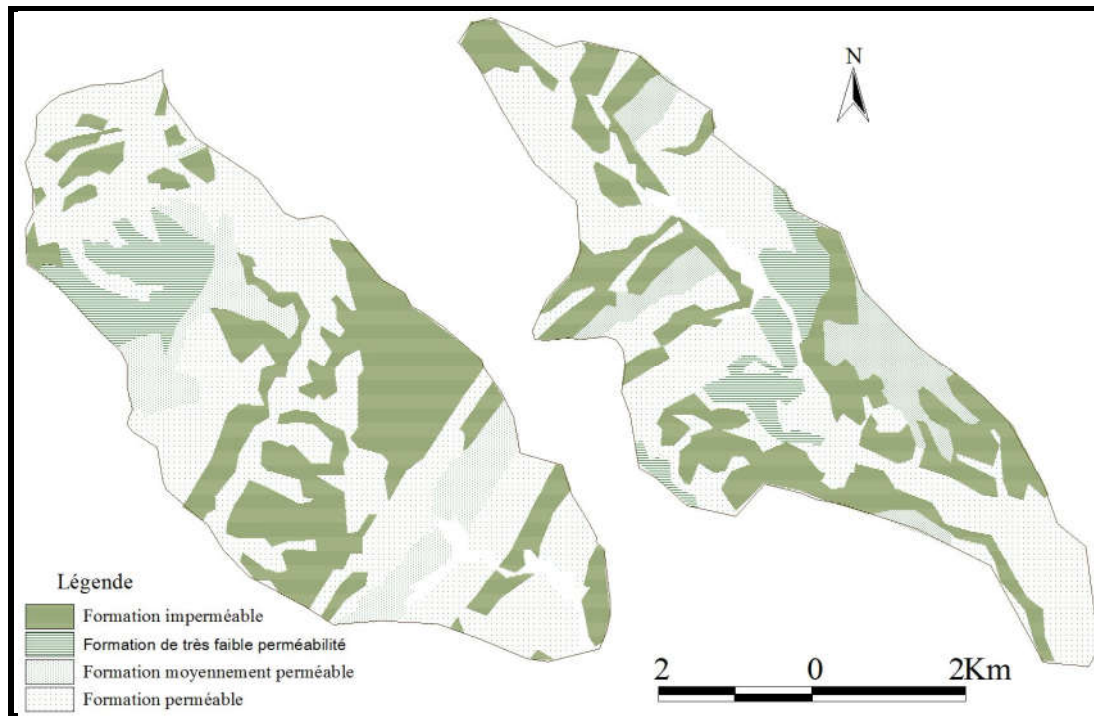 N
Légende
Formation imperméable
Formation de très faible perméabilité
Formation moyennement perméable
Formation perméable
2 0 2Km